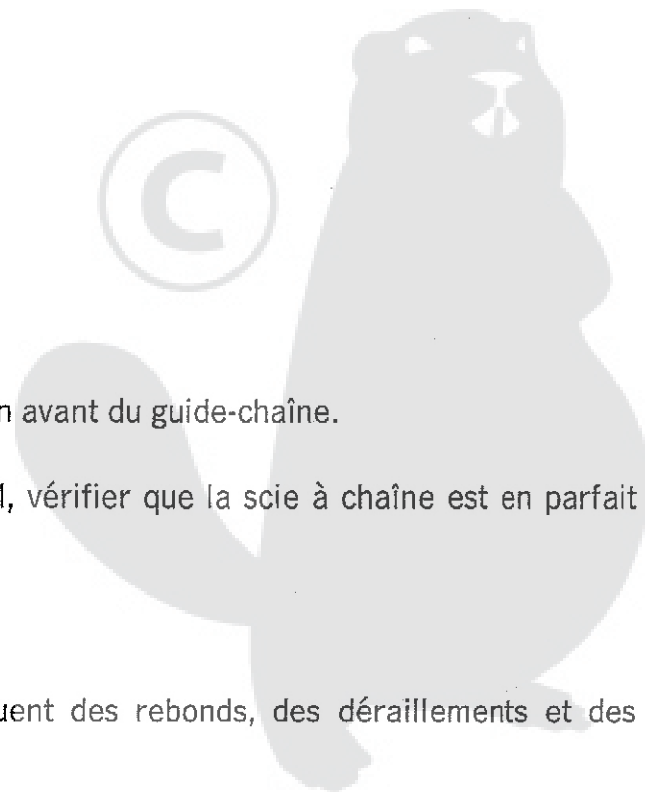 ©
n avant du guide-chaîne.
, vérifier que la scie à chaîne est en parfait
uent des rebonds, des déraillements et des